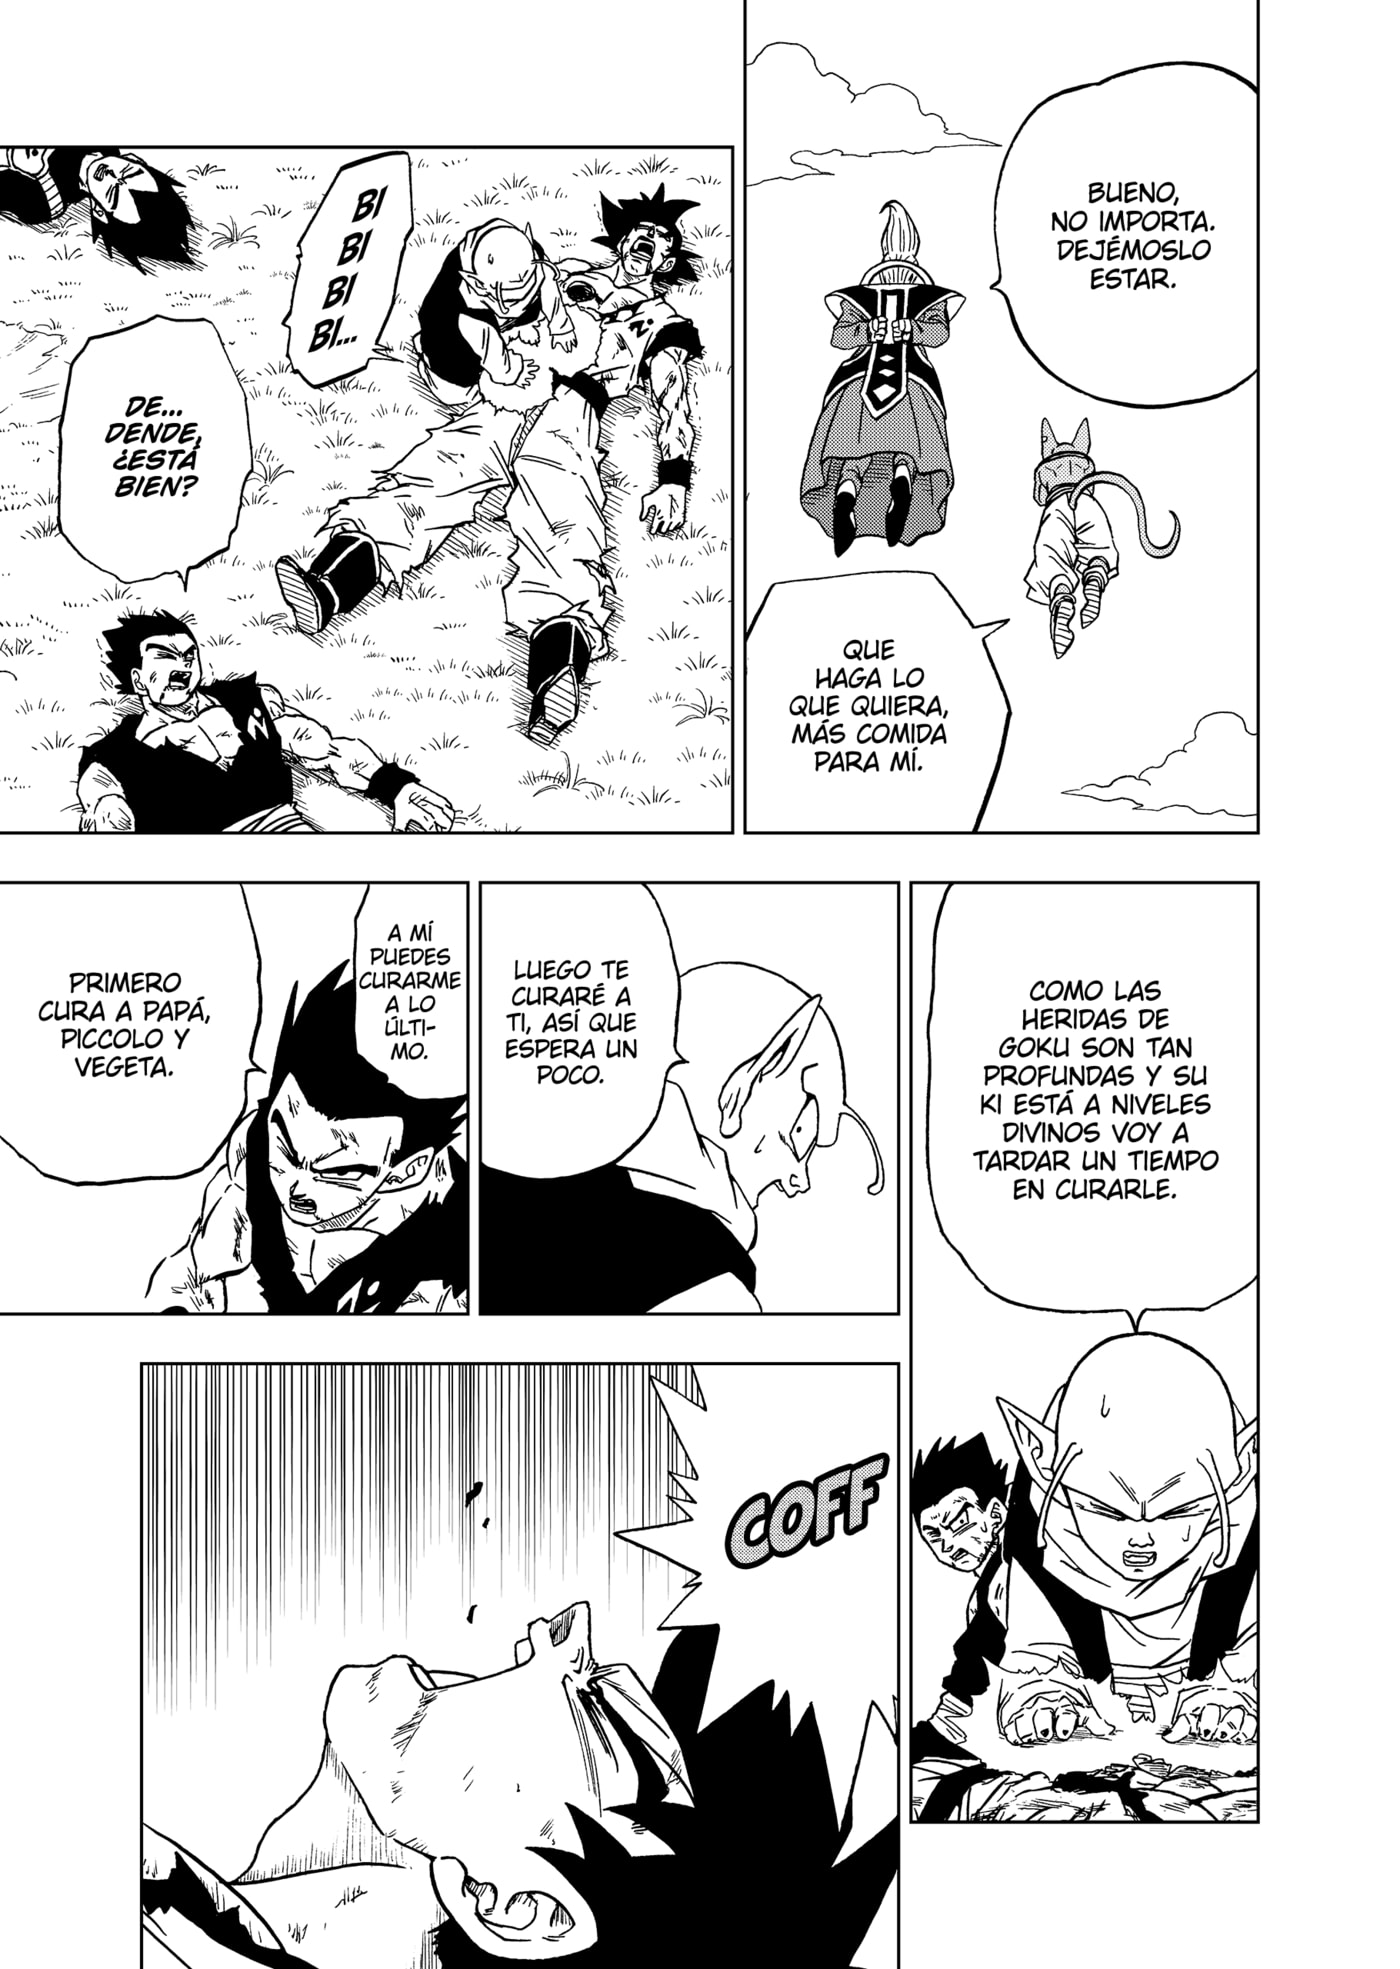 BUENO,
NO IMPORTA.
DEJÉMOSLO
ESTAR.
QUE
HAGA LO
QUE QUIERA,
MÁS COMIDA
PARA MÍ.
BI
BI
BI
BI...
DE...
DENDE,
¿ESTÁ
BIEN?
COMO LAS
HERIDAS DE
GOKU SON TAN
PROFUNDAS Y SU
KI ESTÁ A NIVELES
DIVINOS VOY A
TARDAR UN TIEMPO
EN CURARLE.
LUEGO TE
CURARÉ A
TI, ASÍ QUE
ESPERA UN
POCO.
A MÍ
PUEDES
CURARME
A LO
ÚLTI-
MO.
PRIMERO
CURA A PAPÁ,
PICCOLO Y
VEGETA.
COFF